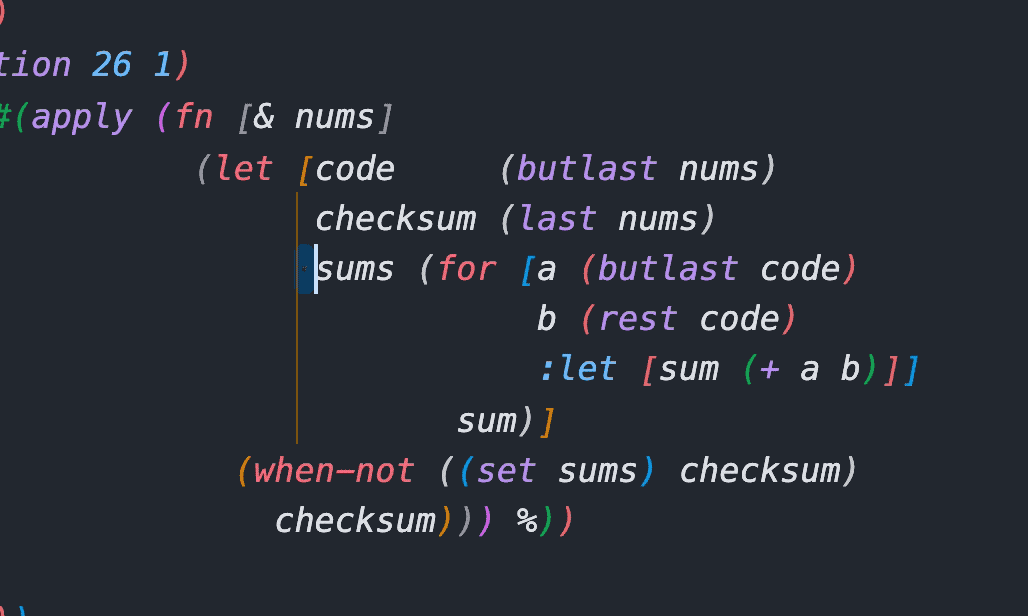 )
tion 26 1)
#(apply (fn [& nums]
(let [code (butlast nums)
checksum (last nums)
sums (for [a (butlast code)
b (rest code)
:let [sum (+ a b)]]
sum)]
(when-not ((set sums) checksum)
checksum))) %))
))